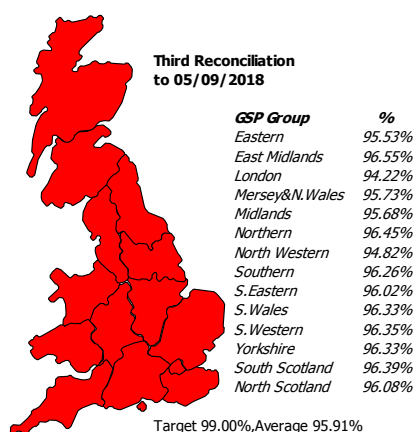 Third Reconciliation
to 05/09/2018
GSP Group %
Eastern 95.53%
East Midlands 96.55%
London 94.22%
Mersey&N.Wales 95.73%
Midlands 95.68%
Northern 96.45%
North Western 94.82%
Southern 96.26%
S.Eastern 96.02%
S.Wales 96.33%
S.Western 96.35%
Yorkshire 96.33%
South Scotland 96.39%
North Scotland 96.08%
Target 99.00%,Average 95.91%